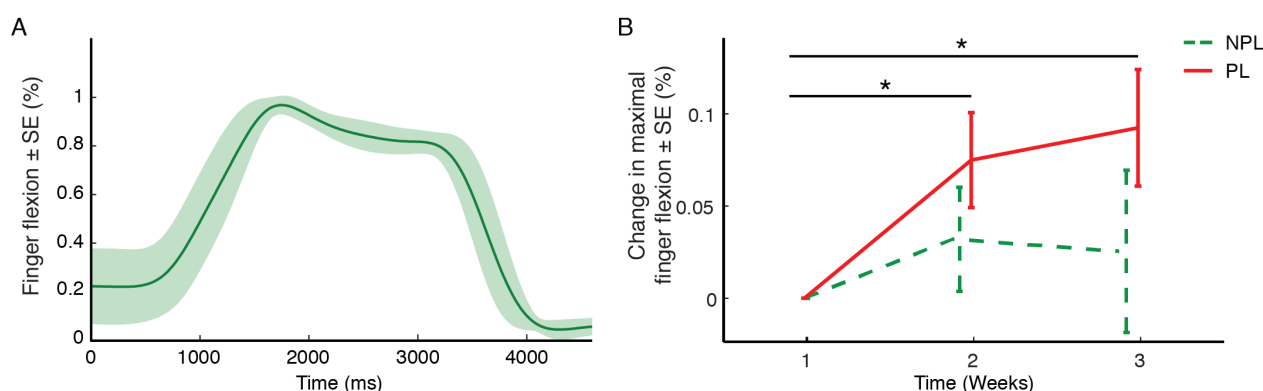 A
Finger flexion ± SE (%)
1
0.8
0.6
0.4
0.2
0
0
1000
2000
3000
4000
Time (ms)
B
Change in maximal
finger flexion ± SE (%)
0.1
0.05
0
*
*
1
2
3
Time (Weeks)
NPL
PL